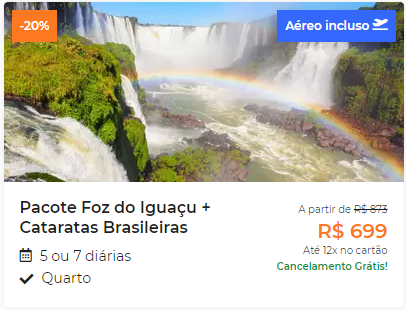 -20%
Aéreo incluso
Pacote Foz do Iguaçu +
Cataratas Brasileiras
5 ou 7 diárias
Quarto
A partir de R$ 873
R$ 699
Até 12x no cartão
Cancelamento Grátis!